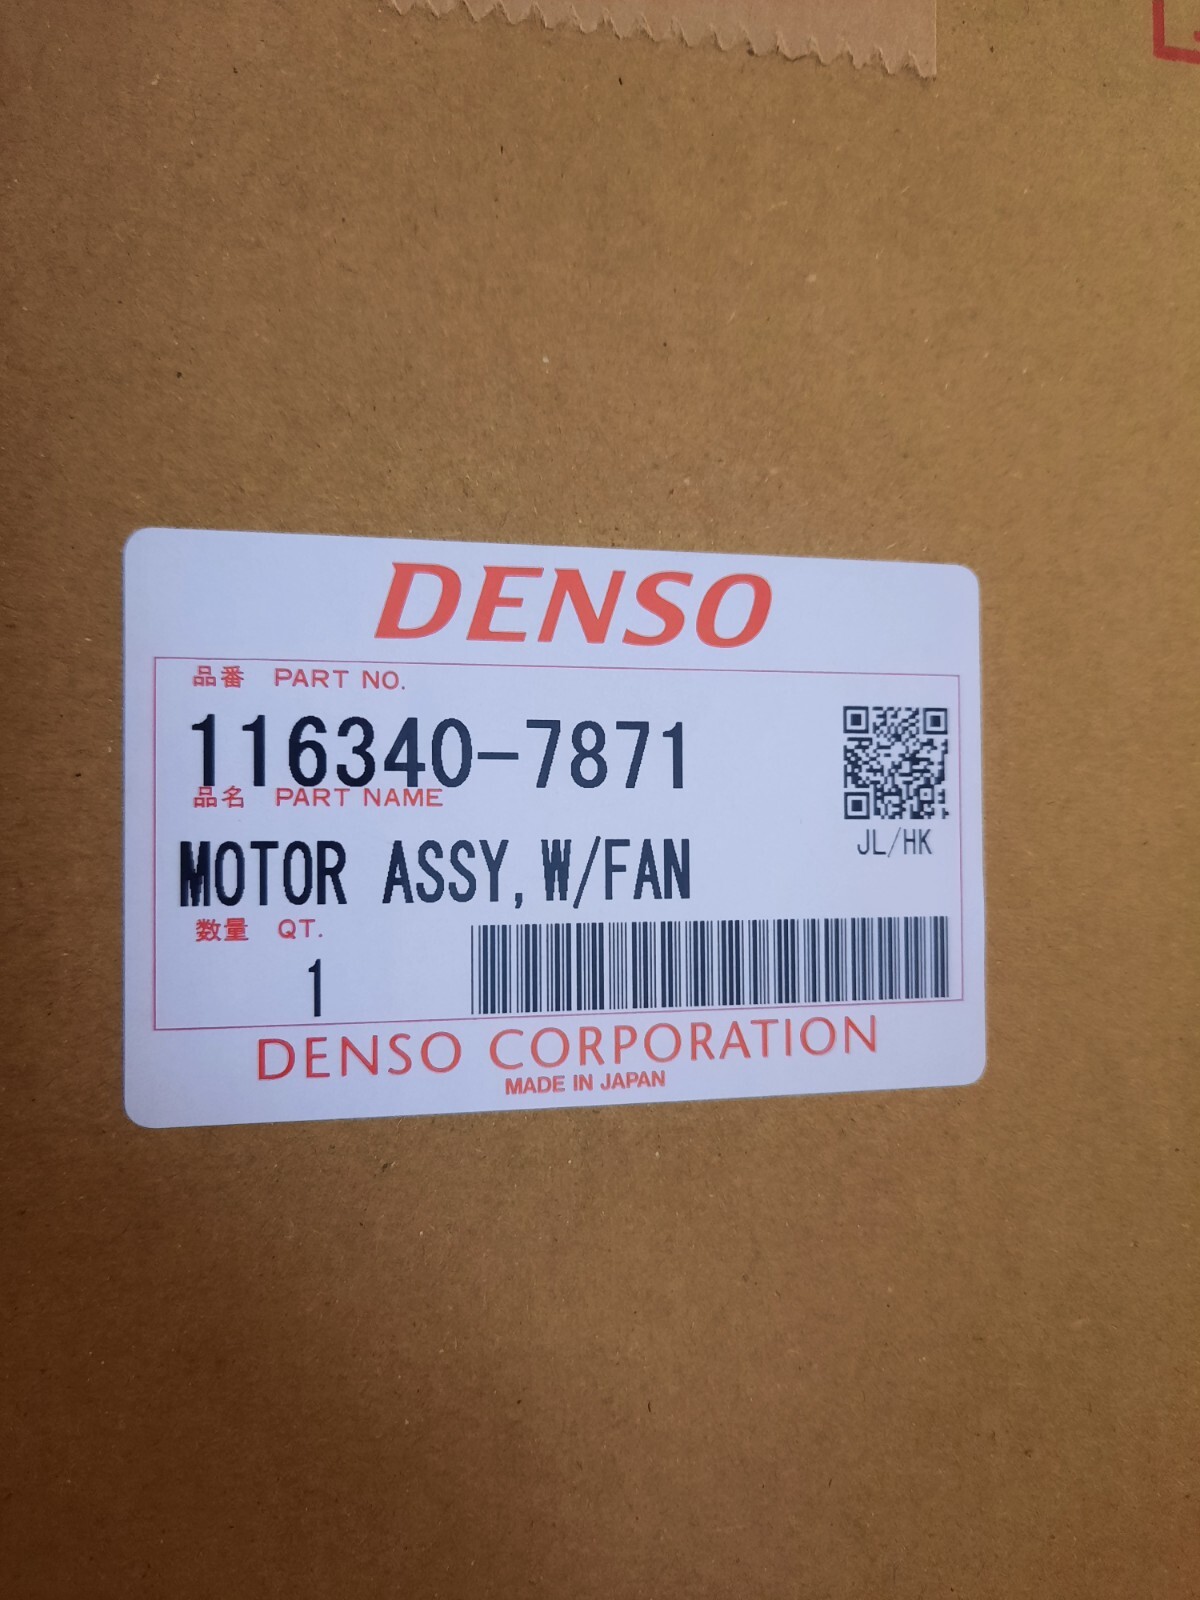 DENSO
品番 PART NO.
116340-7871
品名 PART NAME
MOTOR ASSY,W/FAN
JL/HK
数量 QT.
1
DENSO CORPORATION
MADE IN JAPAN